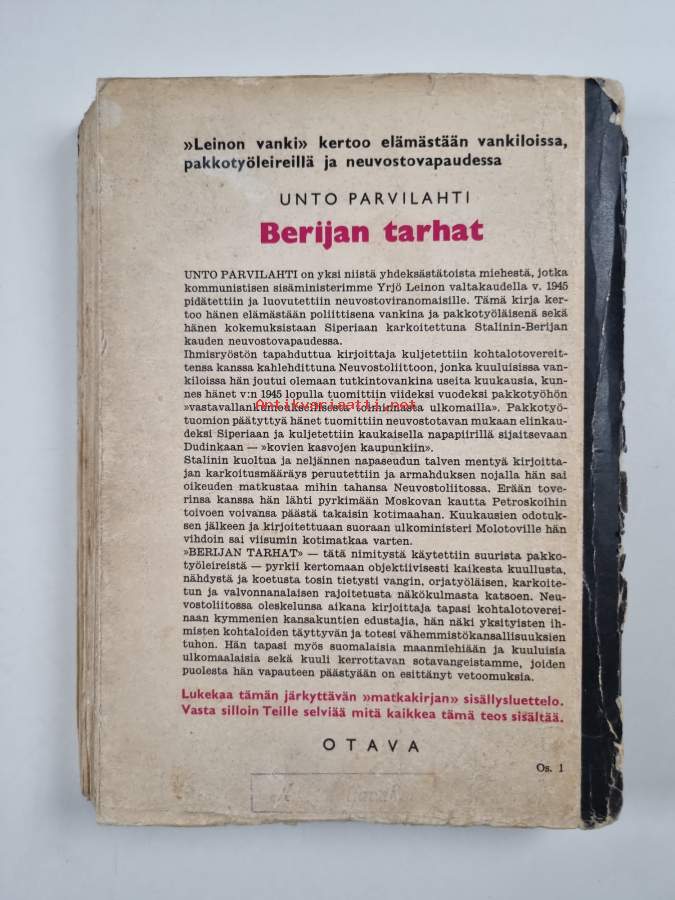 »Leinon vanki» kertoo elämästään vankiloissa,
pakkotyöleireillä ja neuvostovapaudessa
UNTO PARVILAHTI
Berijan tarhat
UNTO PARVILAHTI on yksi niistä yhdeksästätoista miehestä, jotka
kommunistisen sisäministerimme Yrjö Leinon valtakaudella v. 1945
pidätettiin ja luovutettiin neuvostoviranomaisille. Tämä kirja ker-
too hänen elämästään poliittisena vankina ja pakkotyöläisenä sekä
hänen kokemuksistaan Siperiaan karkoitettuna Stalinin-Berijan
kauden neuvostovapaudessa.
Ihmisryöstön tapahduttua kirjoittaja kuljetettiin kohtalotovereit-
tensa kanssa kahlehdittuna Neuvostoliittoon, jonka kuuluisissa van-
kiloissa hän joutui olemaan tutkintovankina useita kuukausia, kun-
nes hänet v:n 1945 lopulla tuomittiin viideksi vuodeksi pakkotyöhön
»vastavallankumouksellisesta toiminnasta ulkomailla». Pakkotyö-
Antikvariaatti.net
tuomion päätyttyä hänet tuomittiin neuvostotavan mukaan elinkau-
deksi Siperiaan ja kuljetettiin kaukaisella napapiirillä sijaitsevaan
Dudinkaan — »kovien kasvojen kaupunkiin».
Stalinin kuoltua ja neljännen napaseudun talven mentyä kirjoitta-
jan karkoitusmääräys peruutettiin ja armahduksen nojalla hän sai
oikeuden matkustaa mihin tahansa Neuvostoliitossa. Erään tove-
rinsa kanssa hän lähti pyrkimään Moskovan kautta Petroskoihin
toivoen voivansa päästä takaisin kotimaahan. Kuukausien odotuk-
sen jälkeen ja kirjoitettuaan suoraan ulkoministeri Molotoville hän
vihdoin sai viisumin kotimatkaa varten.
»BERIJAN TARHAT» — tätä nimitystä käytettiin suurista pakko-
työleireistä — pyrkii kertomaan objektiivisesti kaikesta kuullusta,
nähdystä ja koetusta tosin tietysti vangin, orjatyöläisen, karkoite-
tun ja valvonnanalaisen rajoitetusta näkökulmasta katsoen. Neu-
vostoliitossa oleskelunsa aikana kirjoittaja tapasi kohtalotoverei-
naan kymmenien kansakuntien edustajia, hän näki yksityisten ih-
misten kohtaloiden täyttyvän ja totesi vähemmistökansallisuuksien
tuhon. Hän tapasi myös suomalaisia maanmiehiään ja kuuluisia
ulkomaalaisia sekä kuuli kerrottavan sotavangeistamme, joiden
puolesta hän vapauteen päästyään on esittänyt vetoomuksia.
Lukekaa tämän järkyttävän »matkakirjan» sisällysluettelo.
Vasta silloin Teille selviää mitä kaikkea tämä teos sisältää.
OTAVA
Os. 1